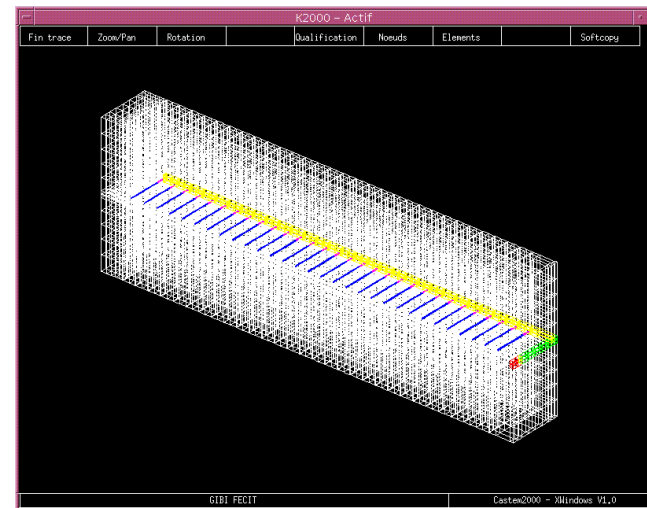 K2000 – Actif
Fin trace Zoom/Pan Rotation Qualification Noeuds Elements Softcopy
GIBI FECIT Castem2000 - XWindows V1.0